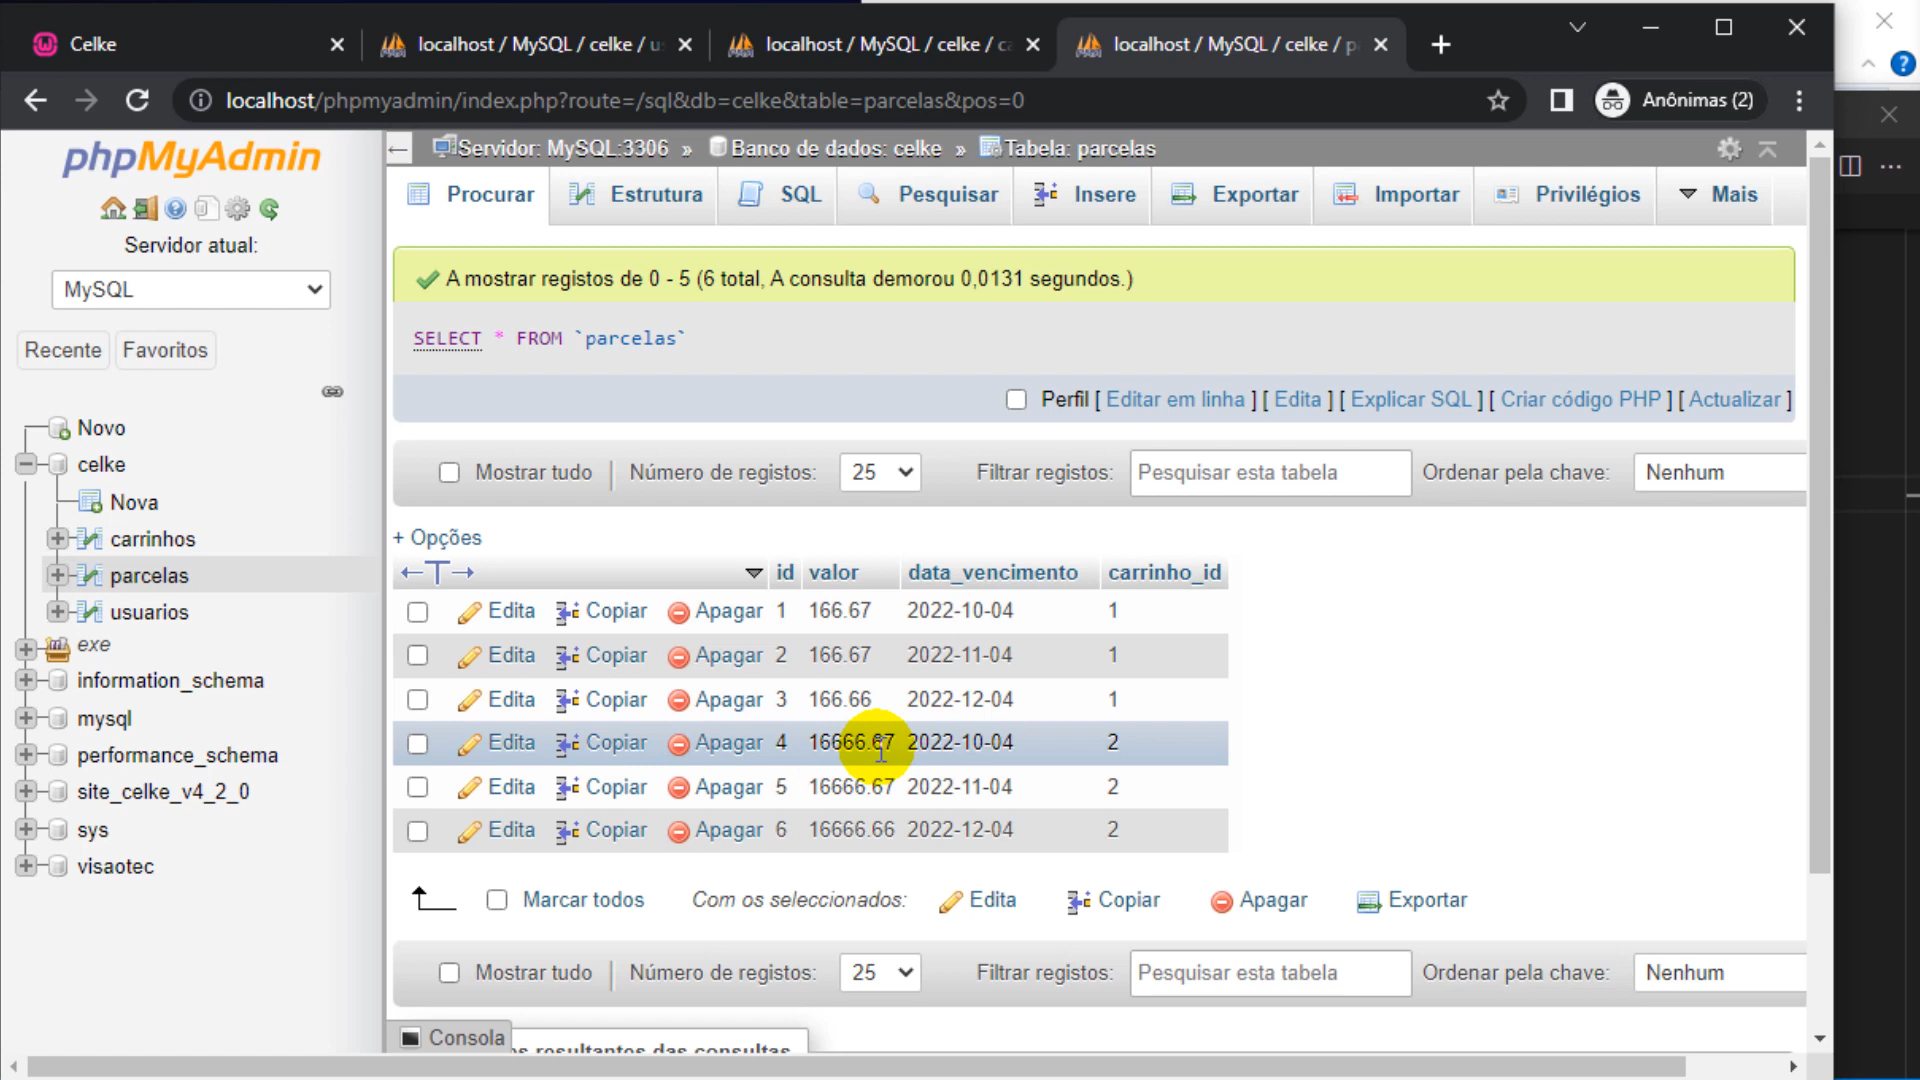 Celke
localhost / MySQL / celke / u
localhost / MySQL / celke / ca
localhost / MySQL / celke / p
localhost/phpmyadmin/index.php?route=/sql&db=celke&table=parcelas&pos=0
Anônimas (2)
phpMyAdmin
Servidor atual:
MySQL
Recente
Favoritos
Novo
celke
Nova
carrinhos
parcelas
usuarios
exe
information_schema
mysql
performance_schema
site_celke_v4_2_0
sys
visaotec
Servidor: MySQL:3306 » Banco de dados: celke » Tabela: parcelas
Procurar Estrutura SQL Pesquisar Insere Exportar Importar Privilégios Mais
A mostrar registos de 0 - 5 (6 total, A consulta demorou 0,0131 segundos.)
SELECT * FROM `parcelas`
Perfil [ Editar em linha ] [ Edita ] [ Explicar SQL ] [ Criar código PHP ] [ Actualizar ]
Mostrar tudo Número de registos: 25 Filtrar registos: Pesquisar esta tabela Ordenar pela chave: Nenhum
+ Opções
id valor data_vencimento carrinho_id
Edita Copiar Apagar 1 166.67 2022-10-04 1
Edita Copiar Apagar 2 166.67 2022-11-04 1
Edita Copiar Apagar 3 166.66 2022-12-04 1
Edita Copiar Apagar 4 16666.67 2022-10-04 2
Edita Copiar Apagar 5 16666.67 2022-11-04 2
Edita Copiar Apagar 6 16666.66 2022-12-04 2
Marcar todos Com os seleccionados: Edita Copiar Apagar Exportar
Mostrar tudo Número de registos: 25 Filtrar registos: Pesquisar esta tabela Ordenar pela chave: Nenhum
Consola
resultantes das consultas